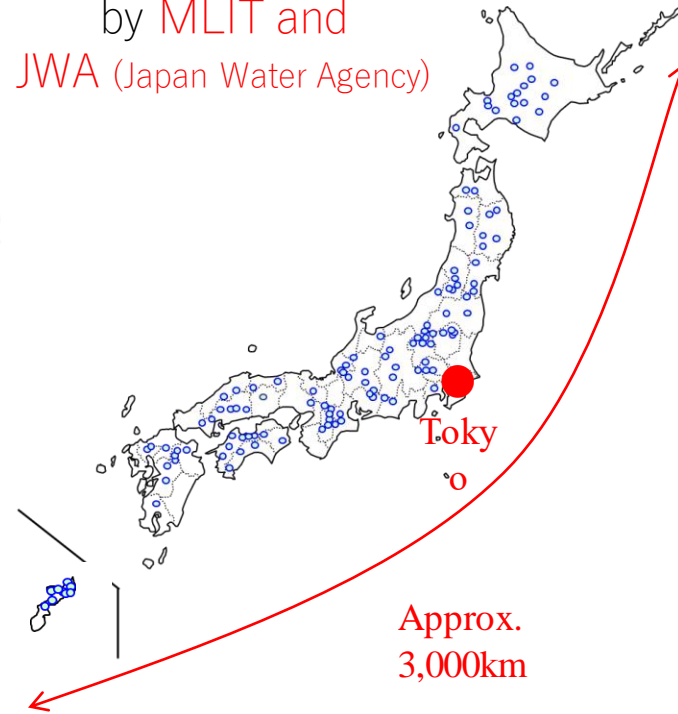 by MLIT and
JWA (Japan Water Agency)
Toky
o
Approx.
3,000km